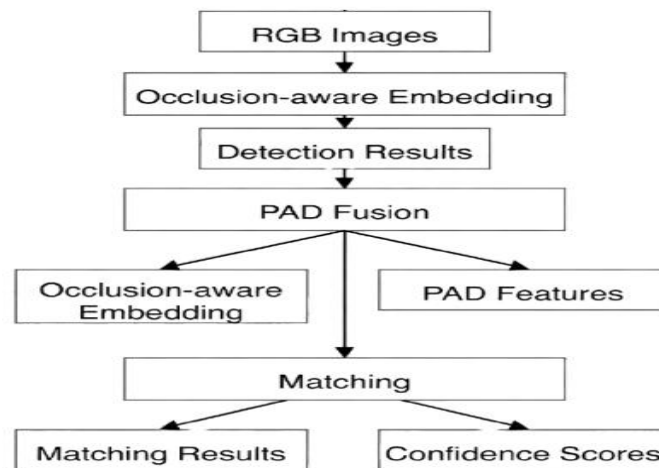 RGB Images
Occlusion-aware Embedding
Detection Results
PAD Fusion
Occlusion-aware
Embedding
PAD Features
Matching
Matching Results
Confidence Scores